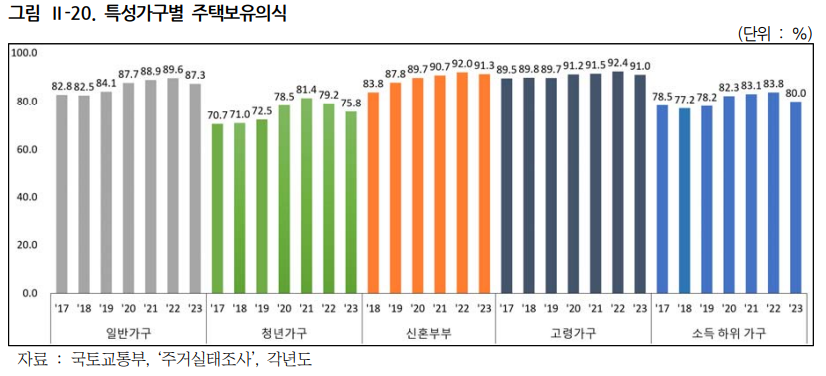 그림 Ⅱ-20. 특성가구별 주택보유의식
(단위 : %)
100.0
80.0
60.0
40.0
20.0
0.0
82.8 82.5 84.1 87.7 88.9 89.6 87.3
70.7 71.0 72.5 78.5 81.4 79.2 75.8
83.8 87.8 89.7 90.7 92.0 91.3
89.5 89.8 89.7 91.2 91.5 92.4 91.0
78.5 77.2 78.2 82.3 83.1 83.8 80.0
'17 '18 '19 '20 '21 '22 '23 '17 '18 '19 '20 '21 '22 '23 '18 '19 '20 '21 '22 '23 '17 '18 '19 '20 '21 '22 '23 '17 '18 '19 '20 '21 '22 '23
일반가구 청년가구 신혼부부 고령가구 소득 하위 가구
자료 : 국토교통부, ‘주거실태조사’, 각년도